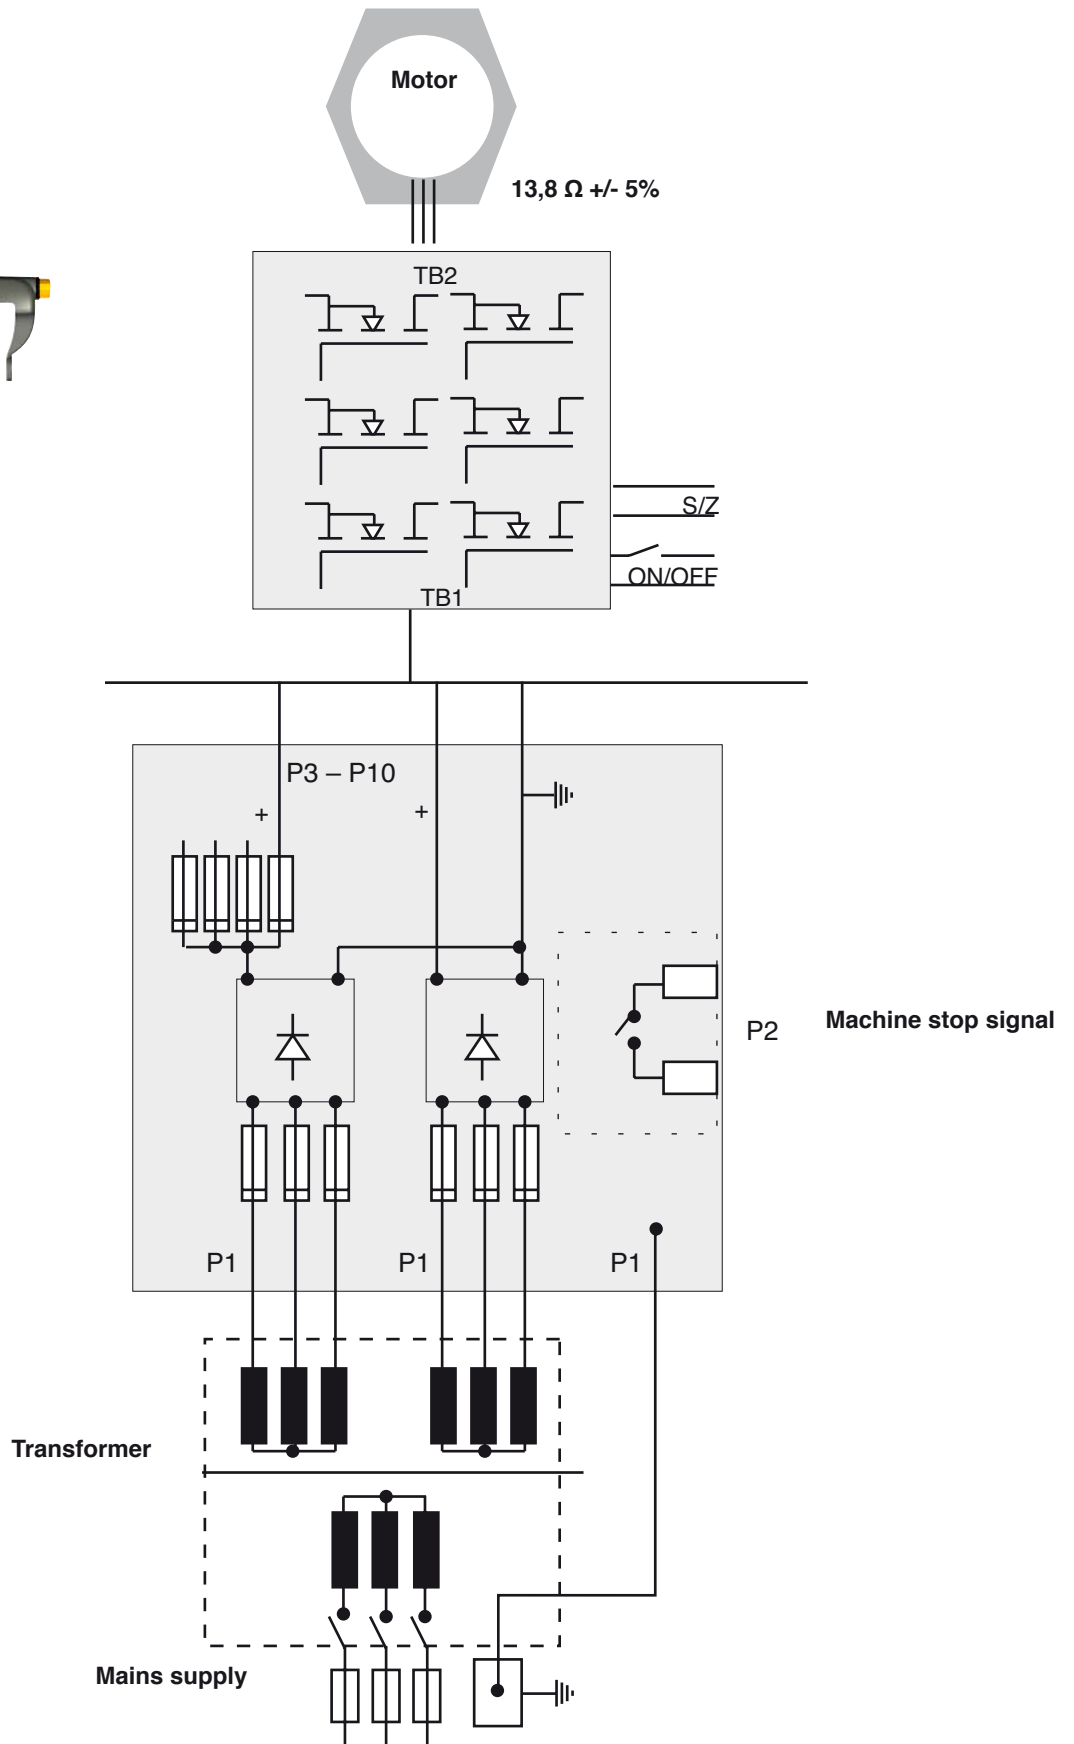 Motor
13,8 Ω +/- 5%
TB2
S/Z
ON/OFF
TB1
P3 – P10
+
+
P2
Machine stop signal
P1
P1
P1
Transformer
Mains supply